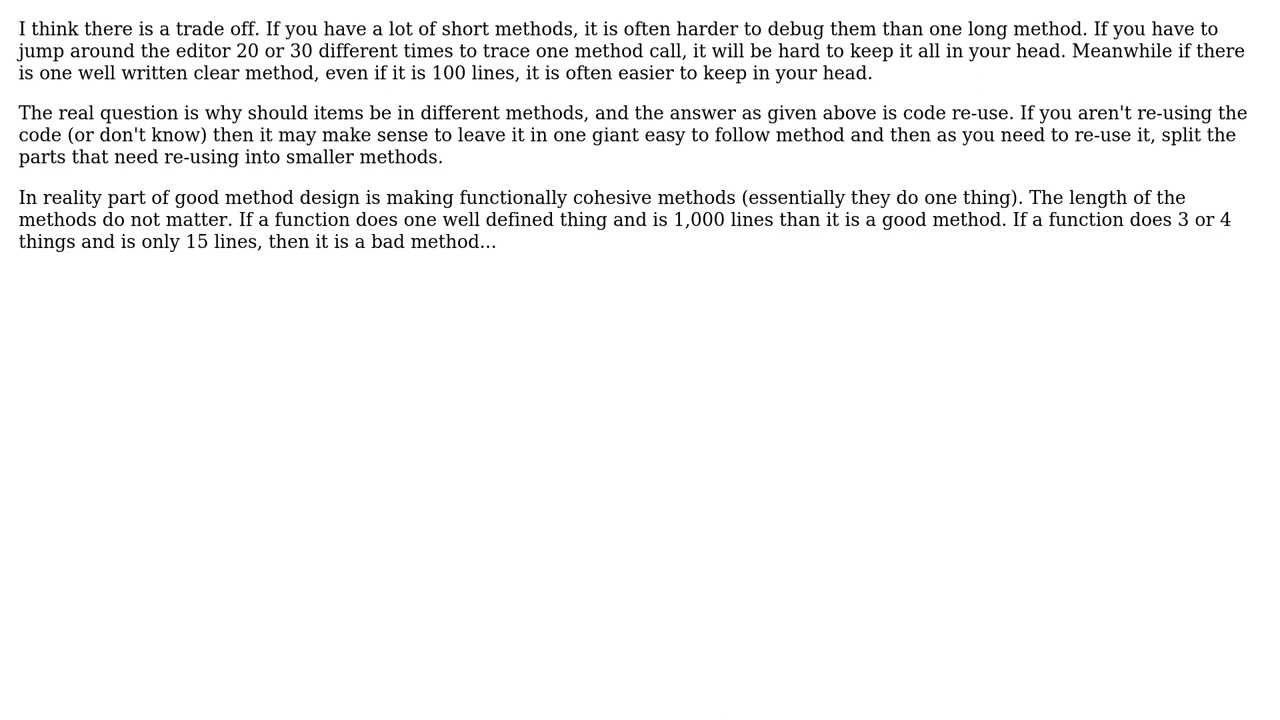 I think there is a trade off. If you have a lot of short methods, it is often harder to debug them than one long method. If you have to
jump around the editor 20 or 30 different times to trace one method call, it will be hard to keep it all in your head. Meanwhile if there
is one well written clear method, even if it is 100 lines, it is often easier to keep in your head.
The real question is why should items be in different methods, and the answer as given above is code re-use. If you aren't re-using the
code (or don't know) then it may make sense to leave it in one giant easy to follow method and then as you need to re-use it, split the
parts that need re-using into smaller methods.
In reality part of good method design is making functionally cohesive methods (essentially they do one thing). The length of the
methods do not matter. If a function does one well defined thing and is 1,000 lines than it is a good method. If a function does 3 or 4
things and is only 15 lines, then it is a bad method...